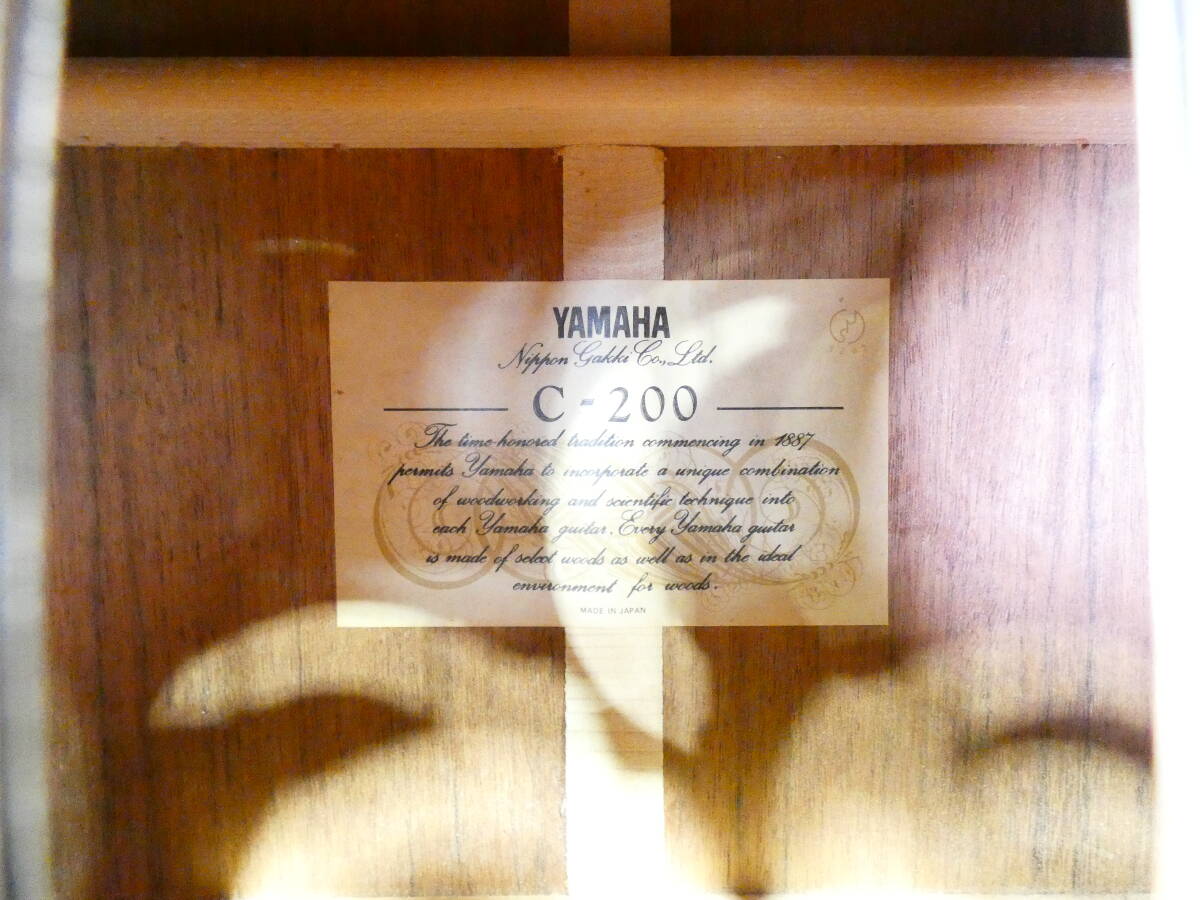 YAMAHA
Nippon Gakki Co., Ltd.
C-200
The time-honored tradition commencing in 1887
permits Yamaha to incorporate a unique combination
of woodworking and scientific technique into
each Yamaha guitar. Every Yamaha guitar
is made of select woods as well as in the ideal
environment for woods.
MADE IN JAPAN